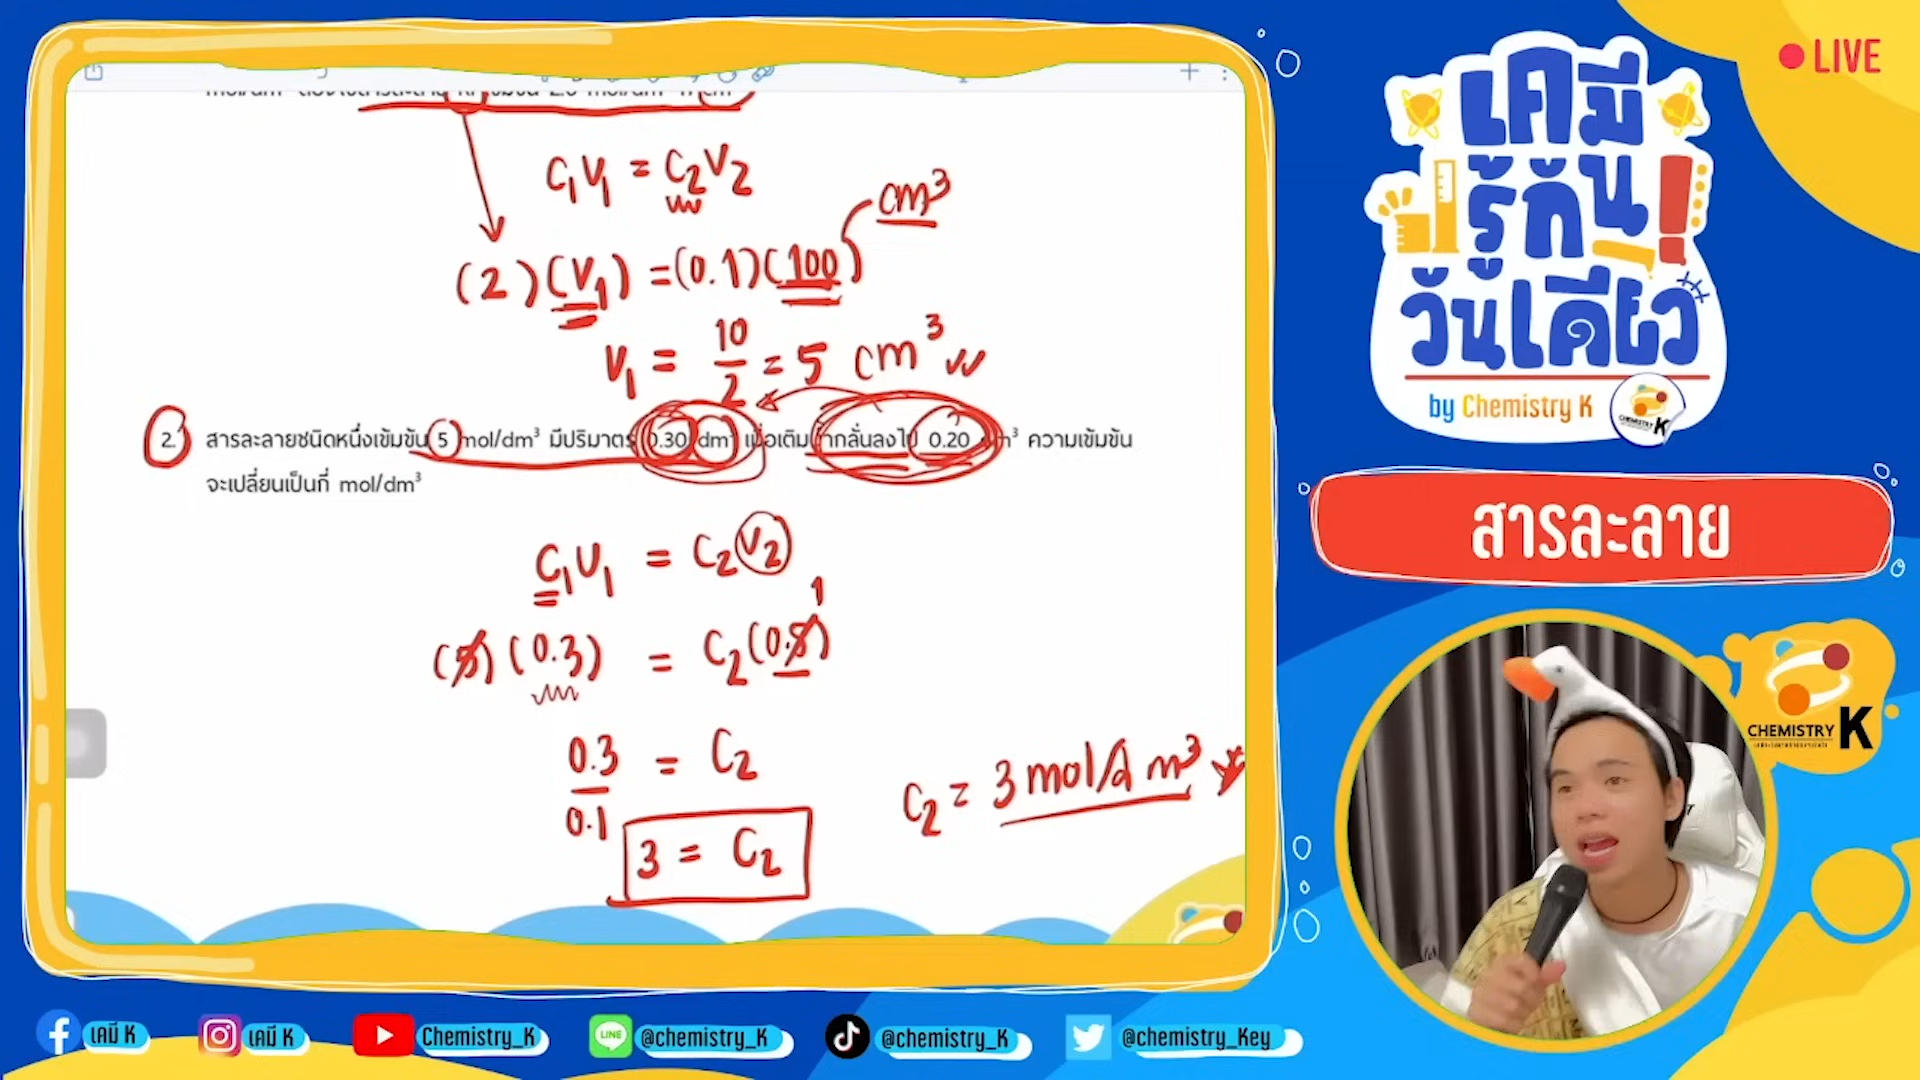 C₁V₁ = C₂V₂
cm³
(2)(V₁) = (0.1)(100)
V₁ = 10/2 = 5 cm³
2. สารละลายชนิดหนึ่งเข้มข้น 5 mol/dm³ มีปริมาตร 0.30 dm³ เมื่อเติมน้ำกลั่นลงไป 0.20 dm³ ความเข้มข้น
จะเปลี่ยนเป็นกี่ mol/dm³
C₁V₁ = C₂V₂
1
(5)(0.3) = C₂(0.5)
0.3/0.1 = C₂
3 = C₂
C₂ = 3 mol/dm³
LIVE
เคมี
รู้กัน!
วันเดียว
by Chemistry K
CHEMISTRY K
สารละลาย
CHEMISTRY K
เคมี K
เคมี K
Chemistry_K
LINE
@chemistry_K
@chemistry_K
@chemistry_Key